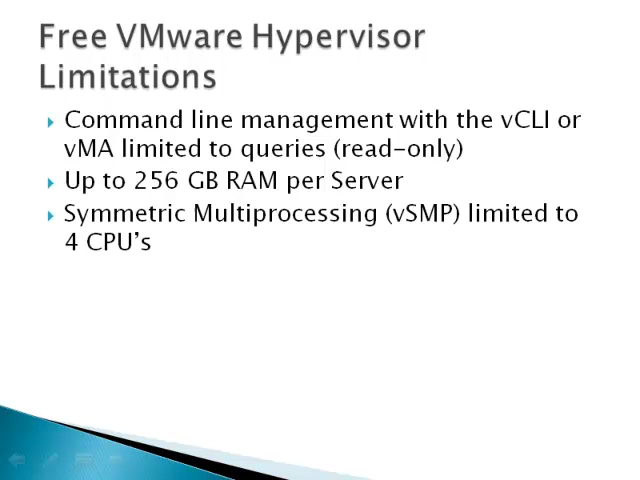 Free VMware Hypervisor
Limitations
Command line management with the vCLI or
vMA limited to queries (read-only)
Up to 256 GB RAM per Server
Symmetric Multiprocessing (vSMP) limited to
4 CPU's